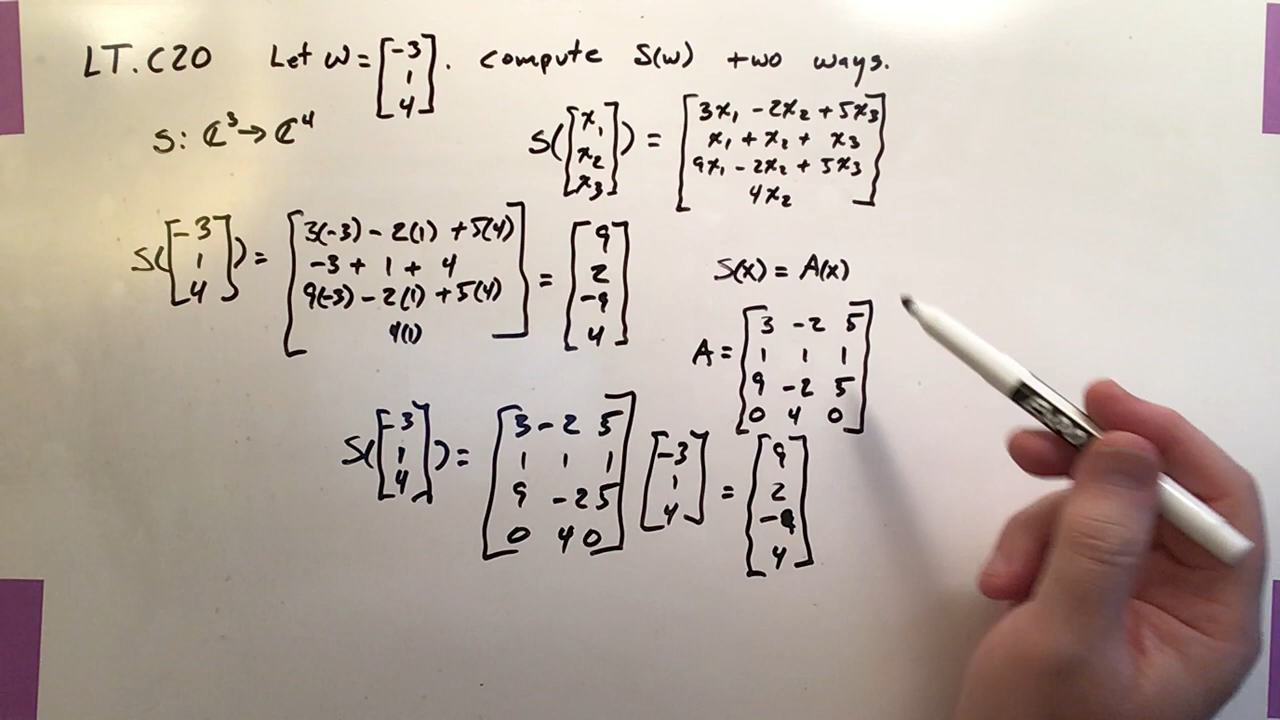 LT.C20 Let w = [-3 1 4]. compute S(w) two ways.
S: ℂ³ → ℂ⁴
S([x₁ x₂ x₃]) = [3x₁ - 2x₂ + 5x₃
x₁ + x₂ + x₃
9x₁ - 2x₂ + 5x₃
4x₂]
S([-3 1 4]) = [3(-3) - 2(1) + 5(4)
-3 + 1 + 4
9(-3) - 2(1) + 5(4)
4(1)] = [9 2 -9 4]
S(x) = A(x)
A = [3 -2 5
1 1 1
9 -2 5
0 4 0]
S([-3 1 4]) = [3 -2 5
1 1 1
9 -2 5
0 4 0] [-3 1 4] = [9 2 -9 4]
EXPO